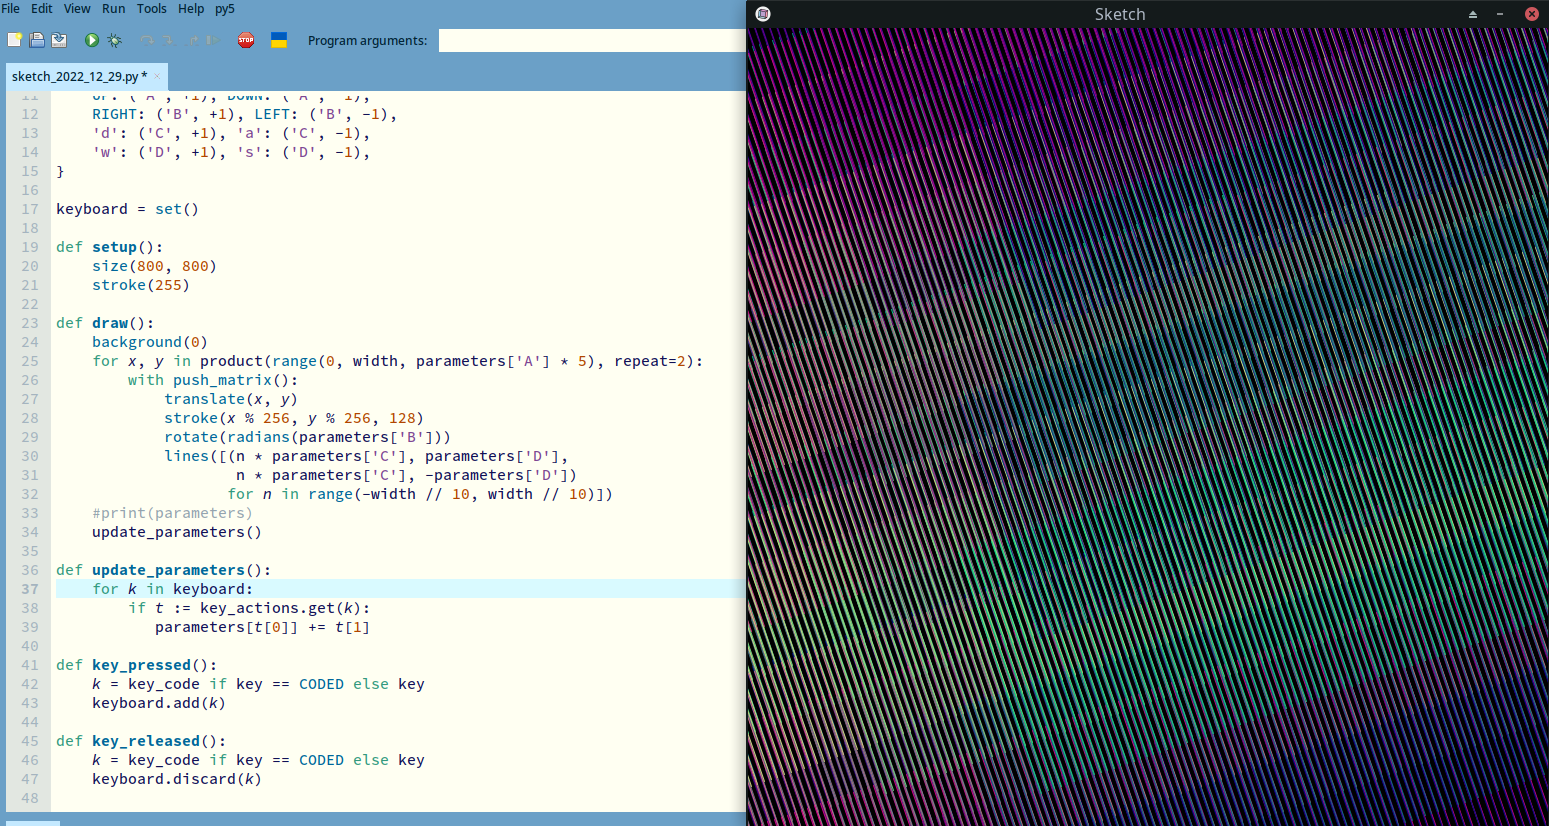 File Edit View Run Tools Help py5
STOP Program arguments:
sketch_2022_12_29.py * ×
Sketch
11 UP: ('A', +1), DOWN: ('A', -1),
12 RIGHT: ('B', +1), LEFT: ('B', -1),
13 'd': ('C', +1), 'a': ('C', -1),
14 'w': ('D', +1), 's': ('D', -1),
15 }
16
17 keyboard = set()
18
19 def setup():
20 size(800, 800)
21 stroke(255)
22
23 def draw():
24 background(0)
25 for x, y in product(range(0, width, parameters['A'] * 5), repeat=2):
26 with push_matrix():
27 translate(x, y)
28 stroke(x % 256, y % 256, 128)
29 rotate(radians(parameters['B']))
30 lines([(n * parameters['C'], parameters['D'],
31 n * parameters['C'], -parameters['D'])
32 for n in range(-width // 10, width // 10)])
33 #print(parameters)
34 update_parameters()
35
36 def update_parameters():
37 for k in keyboard:
38 if t := key_actions.get(k):
39 parameters[t[0]] += t[1]
40
41 def key_pressed():
42 k = key_code if key == CODED else key
43 keyboard.add(k)
44
45 def key_released():
46 k = key_code if key == CODED else key
47 keyboard.discard(k)
48